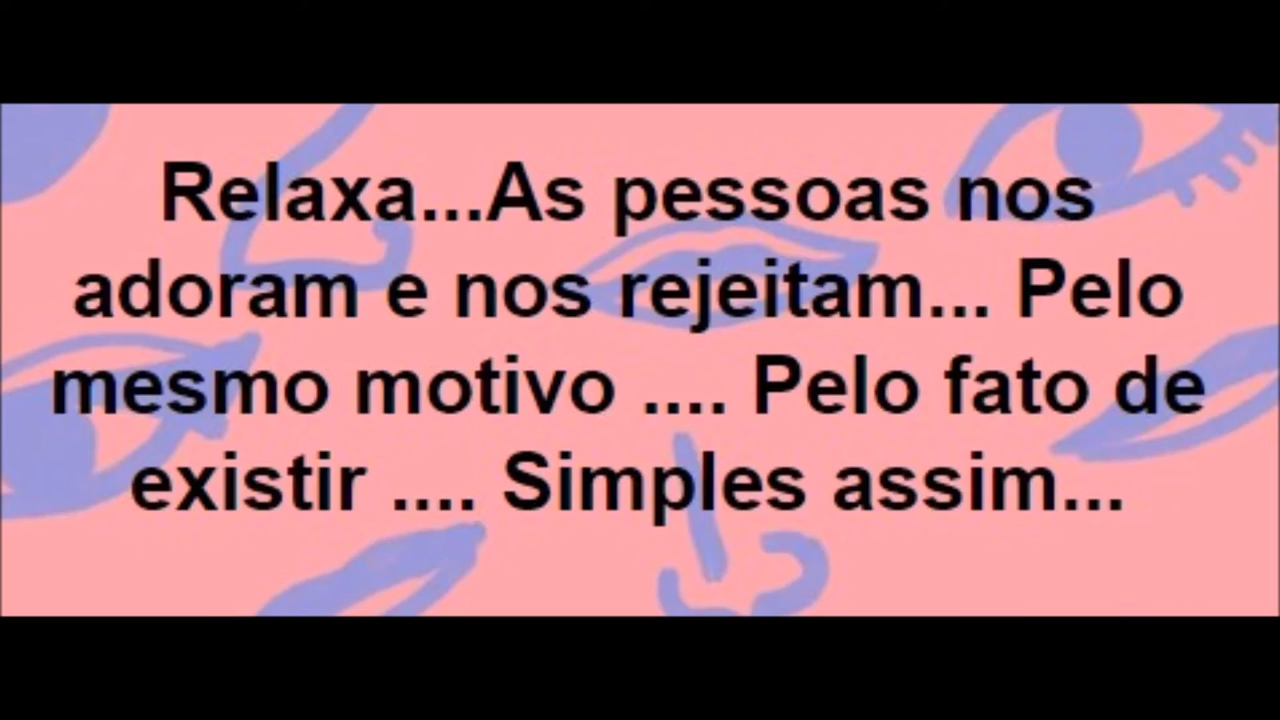 Relaxa...As pessoas nos
adoram e nos rejeitam... Pelo
mesmo motivo .... Pelo fato de
existir .... Simples assim...